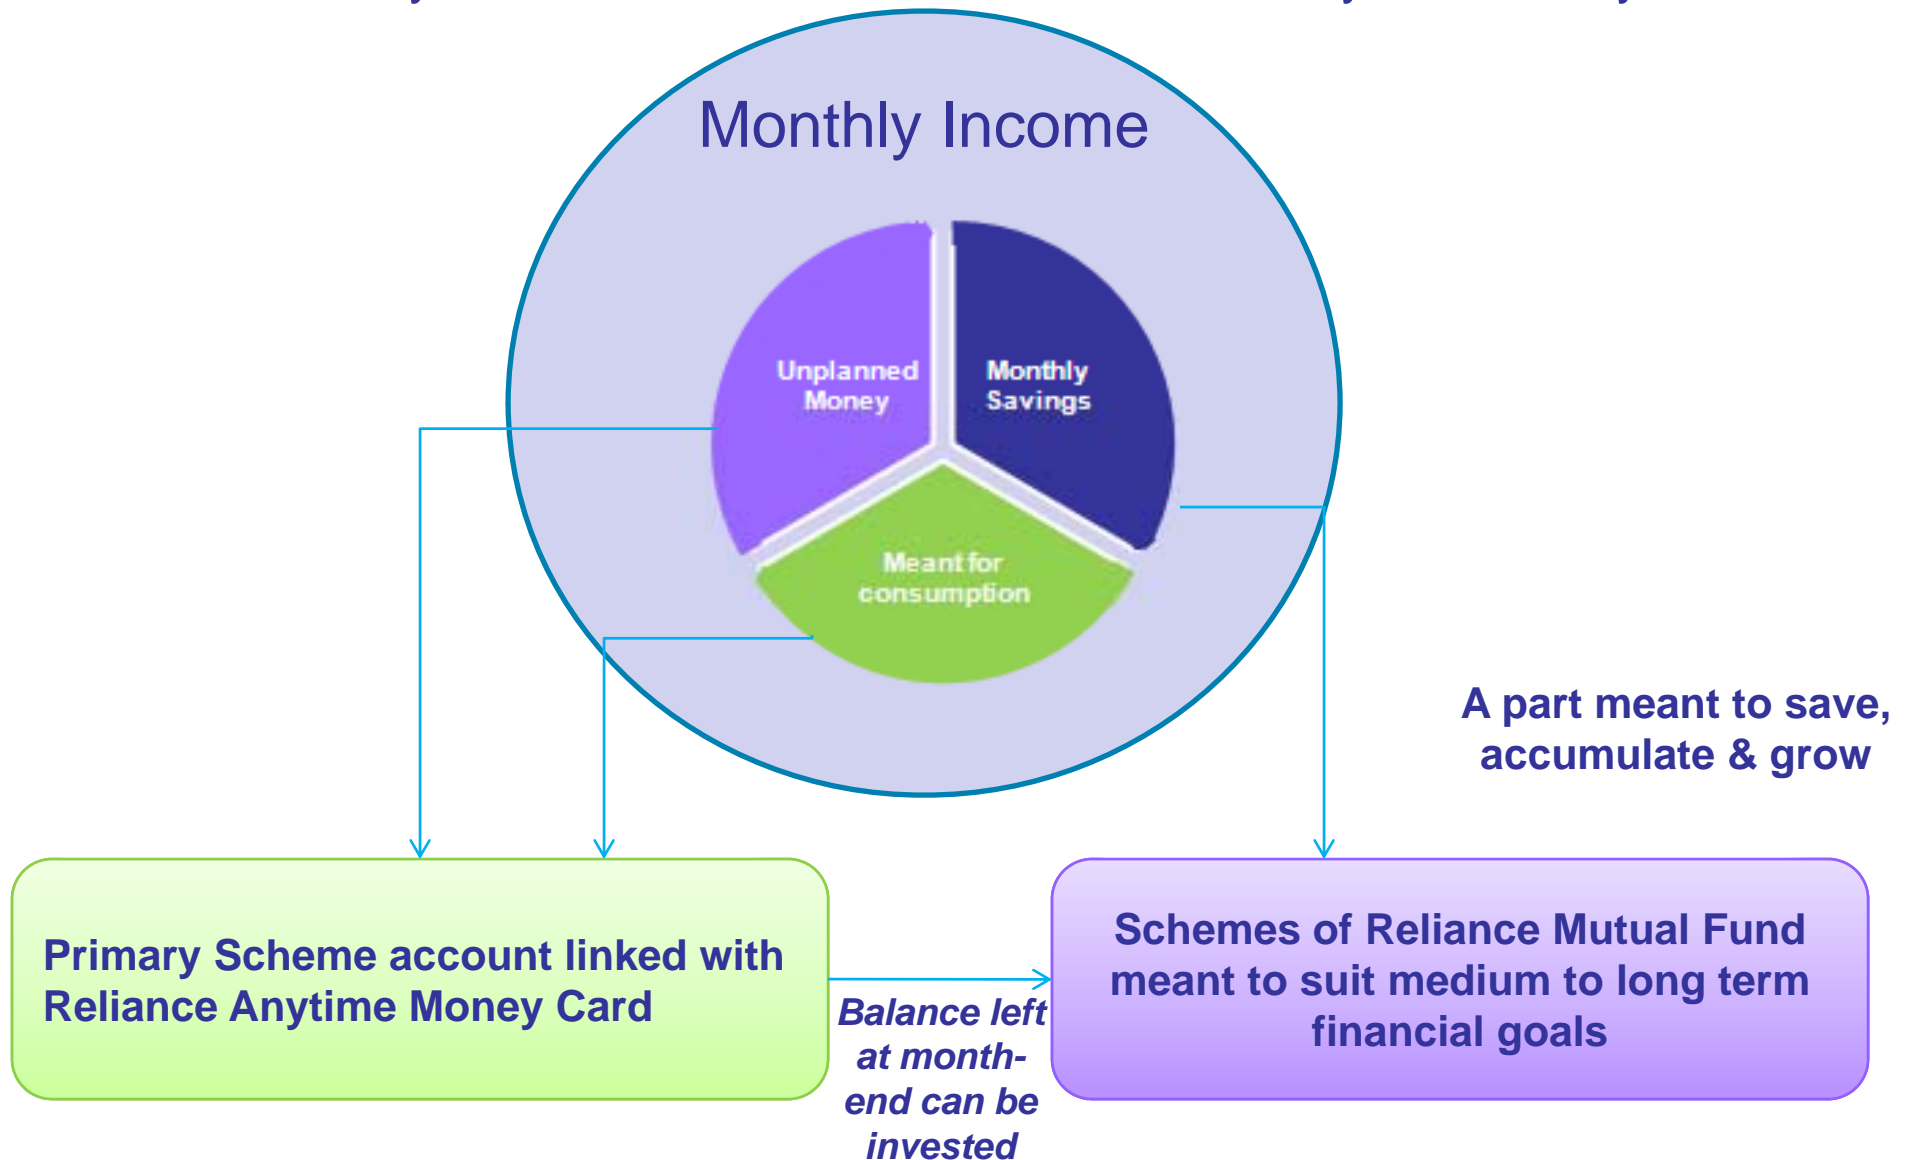 Monthly Income
Unplanned
Money
Monthly
Savings
Meant for
consumption
A part meant to save,
accumulate & grow
Primary Scheme account linked with
Reliance Anytime Money Card
Balance left
at month-
end can be
invested
Schemes of Reliance Mutual Fund
meant to suit medium to long term
financial goals